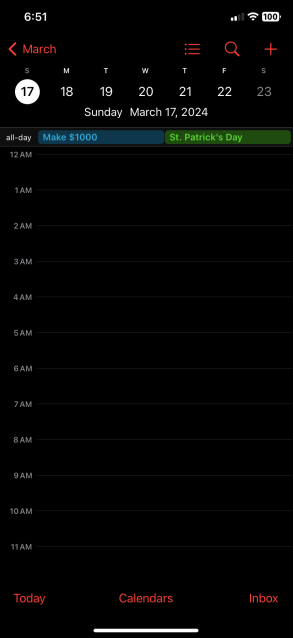 6:51 100
March
S M T W T F S
17 18 19 20 21 22 23
Sunday March 17, 2024
all-day Make $1000 St. Patrick's Day
12 AM
1 AM
2 AM
3 AM
4 AM
5 AM
6 AM
7 AM
8 AM
9 AM
10 AM
11 AM
Today Calendars Inbox